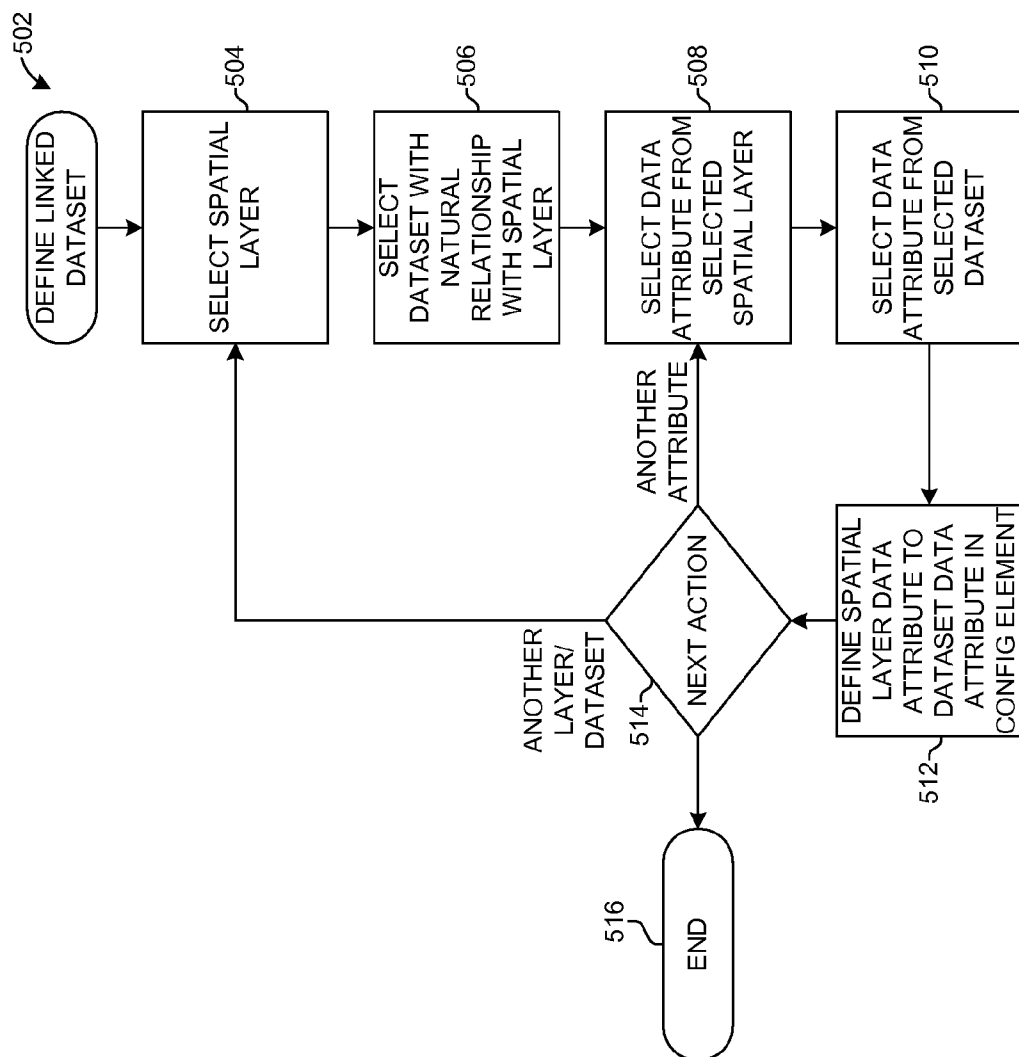 502
DEFINE LINKED
DATASET
504
SELECT SPATIAL
LAYER
506
SELECT
DATASET WITH
NATURAL
RELATIONSHIP
WITH SPATIAL
LAYER
508
SELECT DATA
ATTRIBUTE FROM
SELECTED
SPATIAL LAYER
510
SELECT DATA
ATTRIBUTE FROM
SELECTED
DATASET
512
DEFINE SPATIAL
LAYER DATA
ATTRIBUTE TO
DATASET DATA
ATTRIBUTE IN
CONFIG ELEMENT
514
NEXT ACTION
ANOTHER
ATTRIBUTE
ANOTHER
LAYER/
DATASET
516
END